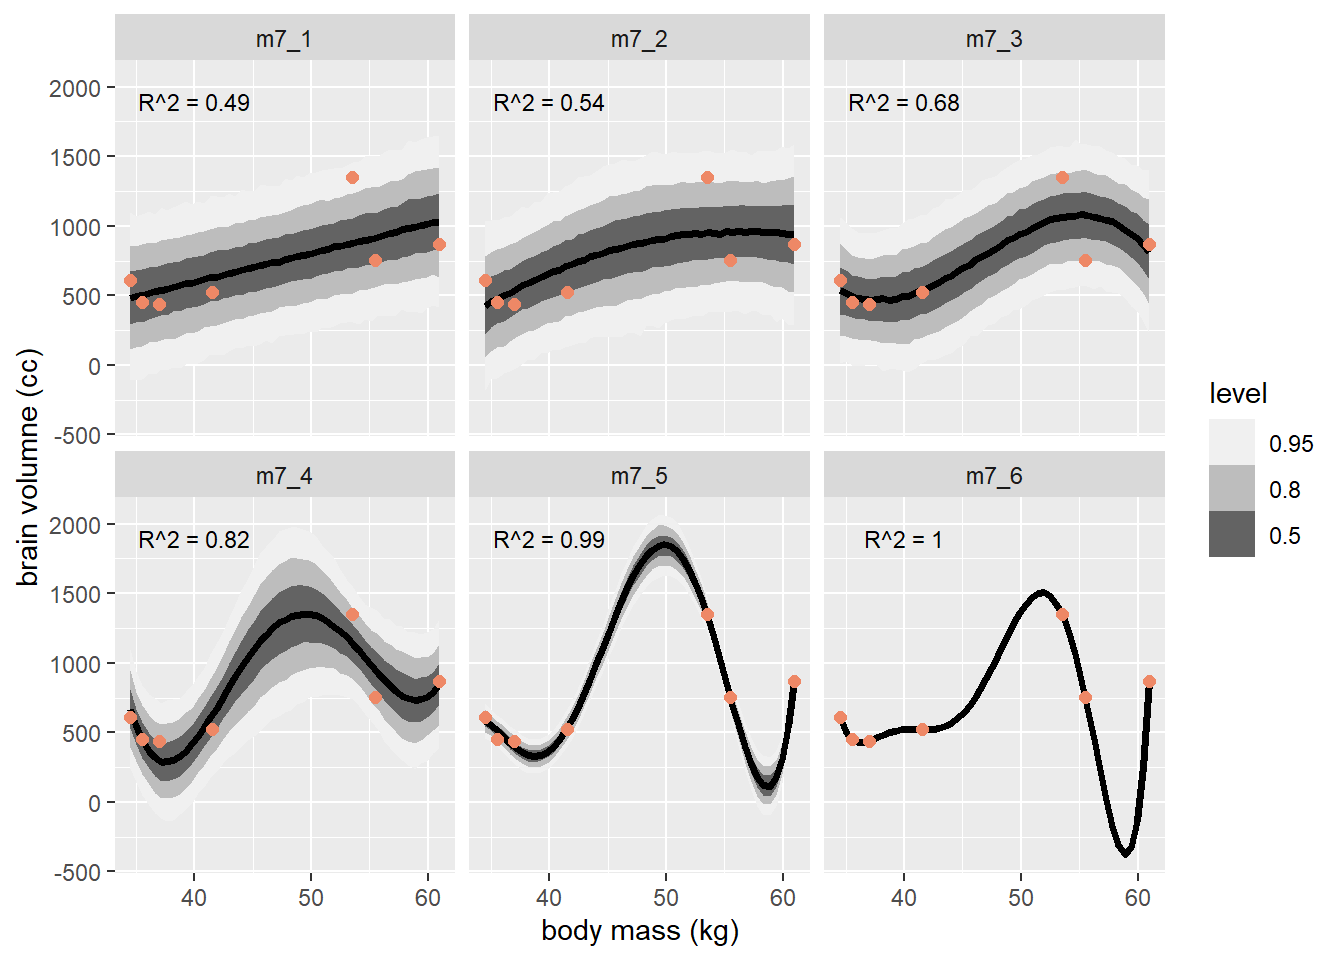 m7_1
m7_2
m7_3
R^2 = 0.49
R^2 = 0.54
R^2 = 0.68
2000
1500
1000
500
0
-500
m7_4
m7_5
m7_6
R^2 = 0.82
R^2 = 0.99
R^2 = 1
2000
1500
1000
500
0
-500
40
50
60
40
50
60
40
50
60
body mass (kg)
brain volumne (cc)
level
0.95
0.8
0.5